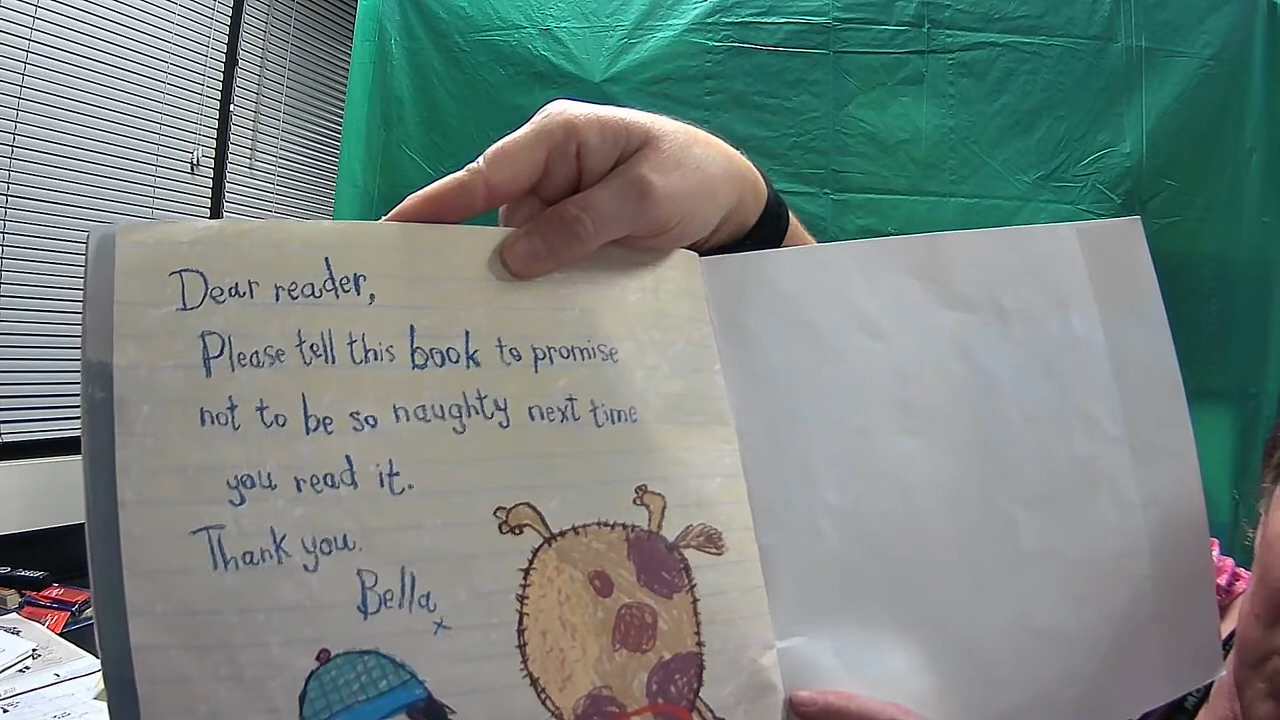 Dear reader,
Please tell this book to promise
not to be so naughty next time
you read it.
Thank you.
Bella x